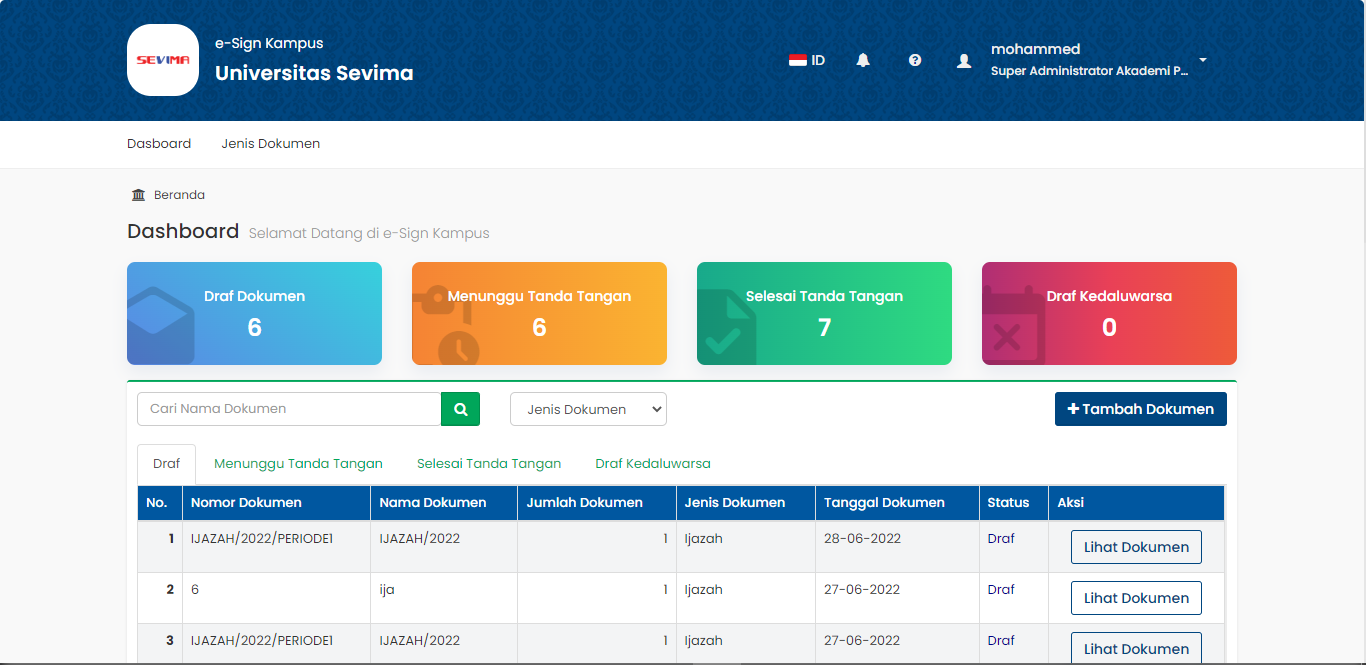 SEVIMA
e-Sign Kampus
Universitas Sevima
ID
mohammed
Super Administrator Akademi P...
Dasboard
Jenis Dokumen
Beranda
Dashboard Selamat Datang di e-Sign Kampus
Draf Dokumen
6
Menunggu Tanda Tangan
6
Selesai Tanda Tangan
7
Draf Kedaluwarsa
0
Cari Nama Dokumen
Jenis Dokumen
Tambah Dokumen
Draf Menunggu Tanda Tangan Selesai Tanda Tangan Draf Kedaluwarsa
No. Nomor Dokumen Nama Dokumen Jumlah Dokumen Jenis Dokumen Tanggal Dokumen Status Aksi
1 IJAZAH/2022/PERIODE1 IJAZAH/2022 1 Ijazah 28-06-2022 Draf Lihat Dokumen
2 6 ija 1 Ijazah 27-06-2022 Draf Lihat Dokumen
3 IJAZAH/2022/PERIODE1 IJAZAH/2022 1 Ijazah 27-06-2022 Draf Lihat Dokumen